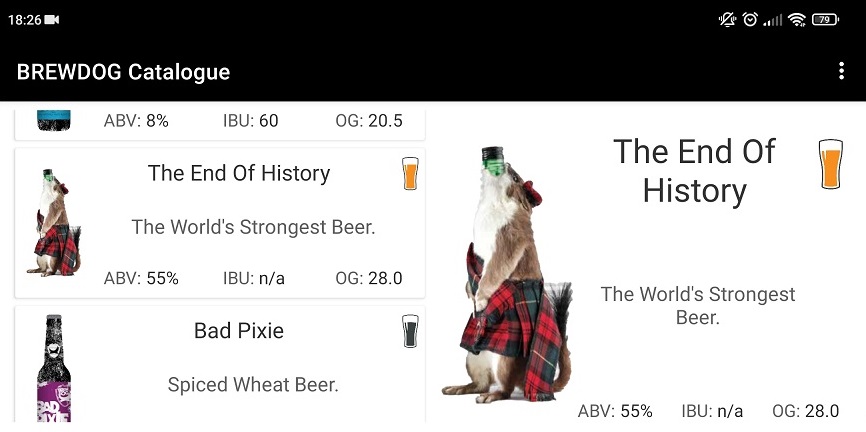 18:26
79
BREWDOG Catalogue
ABV: 8% IBU: 60 OG: 20.5
The End Of History
The World's Strongest Beer.
ABV: 55% IBU: n/a OG: 28.0
Bad Pixie
Spiced Wheat Beer.
BAD
PIXIE
The End Of
History
The World's Strongest
Beer.
ABV: 55% IBU: n/a OG: 28.0